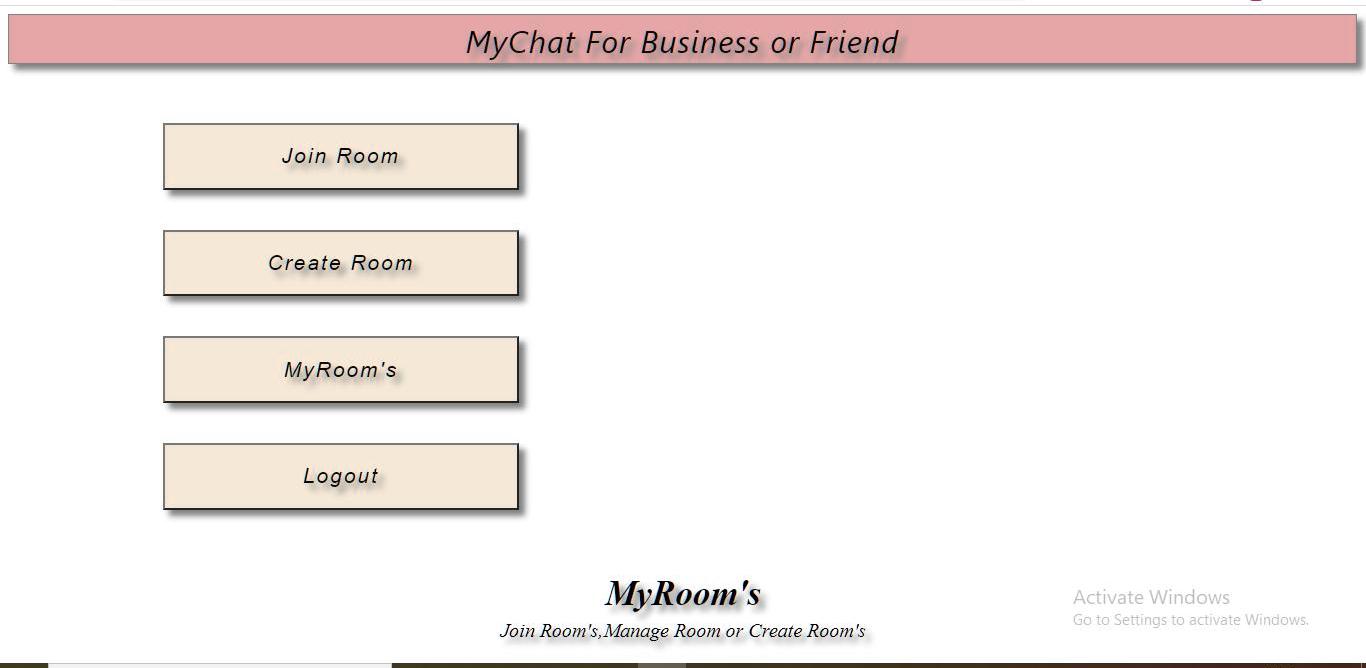 MyChat For Business or Friend
Join Room
Create Room
MyRoom's
Logout
MyRoom's
Join Room's,Manage Room or Create Room's
Activate Windows
Go to Settings to activate Windows.